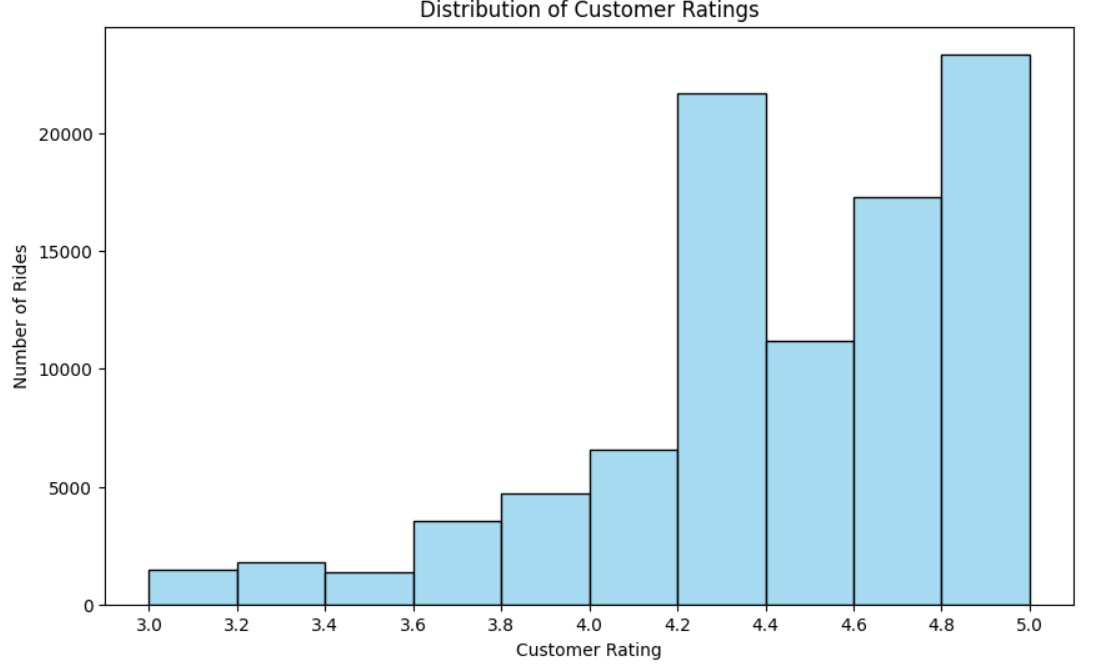 Distribution of Customer Ratings
Number of Rides
20000
15000
10000
5000
0
3.0 3.2 3.4 3.6 3.8 4.0 4.2 4.4 4.6 4.8 5.0
Customer Rating